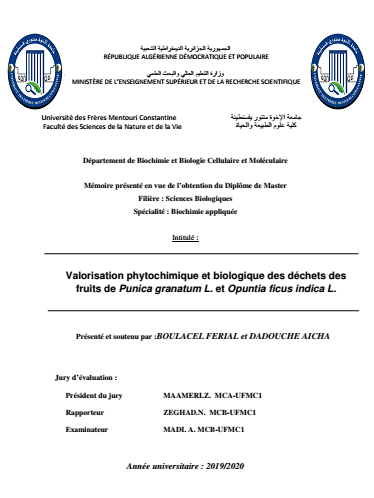 الجمهورية الجزائرية الديمقراطية الشعبية
RÉPUBLIQUE ALGÉRIENNE DÉMOCRATIQUE ET POPULAIRE
وزارة التعليم العالي والبحث العلمي
MINISTÈRE DE L'ENSEIGNEMENT SUPÉRIEUR ET DE LA RECHERCHE SCIENTIFIQUE
Université des Frères Mentouri Constantine جامعة الإخوة منتوري قسنطينة
Faculté des Sciences de la Nature et de la Vie كلية علوم الطبيعة والحياة
Département de Biochimie et Biologie Cellulaire et Moléculaire
Mémoire présenté en vue de l'obtention du Diplôme de Master
Filière : Sciences Biologiques
Spécialité : Biochimie appliquée
Intitulé :
Valorisation phytochimique et biologique des déchets des
fruits de Punica granatum L. et Opuntia ficus indica L.
Présenté et soutenu par :BOULACEL FERIAL et DADOUCHE AICHA
Jury d'évaluation :
Président du jury MAAMERI.Z. MCA-UFMC1
Rapporteur ZEGHAD.N. MCB-UFMC1
Examinateur MADI. A. MCB-UFMC1
Année universitaire : 2019/2020